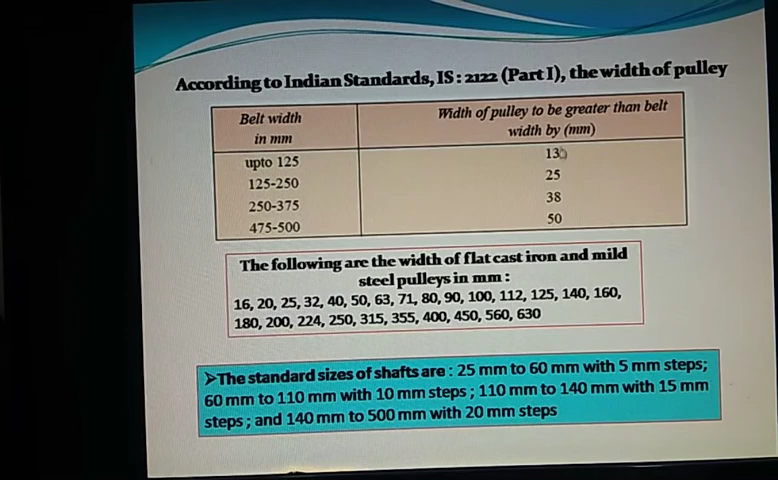 According to Indian Standards, IS : 2122 (Part I), the width of pulley
Belt width
in mm
Width of pulley to be greater than belt
width by (mm)
upto 125
13
125-250
25
250-375
38
475-500
50
The following are the width of flat cast iron and mild
steel pulleys in mm :
16, 20, 25, 32, 40, 50, 63, 71, 80, 90, 100, 112, 125, 140, 160,
180, 200, 224, 250, 315, 355, 400, 450, 560, 630
➢The standard sizes of shafts are : 25 mm to 60 mm with 5 mm steps;
60 mm to 110 mm with 10 mm steps ; 110 mm to 140 mm with 15 mm
steps ; and 140 mm to 500 mm with 20 mm steps